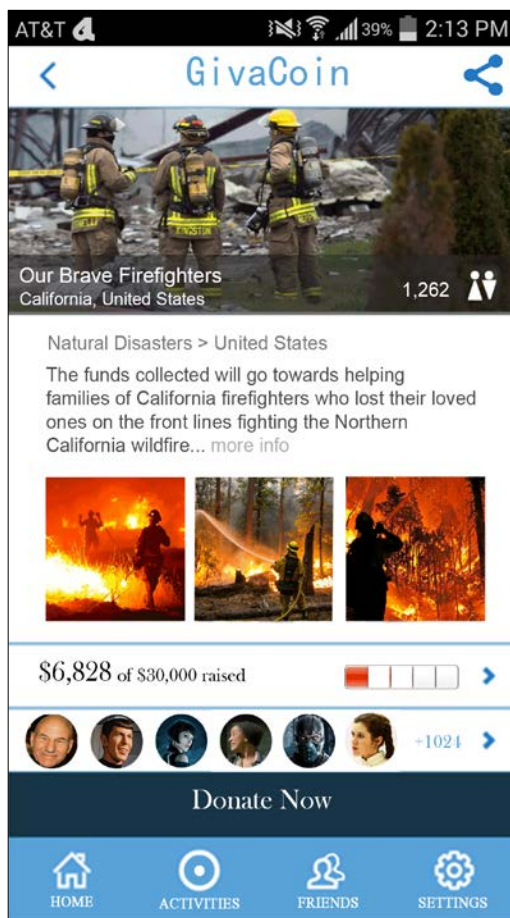 AT&T 39% 2:13 PM
GivaCoin
Our Brave Firefighters
California, United States 1,262
Natural Disasters > United States
The funds collected will go towards helping
families of California firefighters who lost their loved
ones on the front lines fighting the Northern
California wildfire... more info
$6,828 of $30,000 raised
+1024
Donate Now
HOME ACTIVITIES FRIENDS SETTINGS